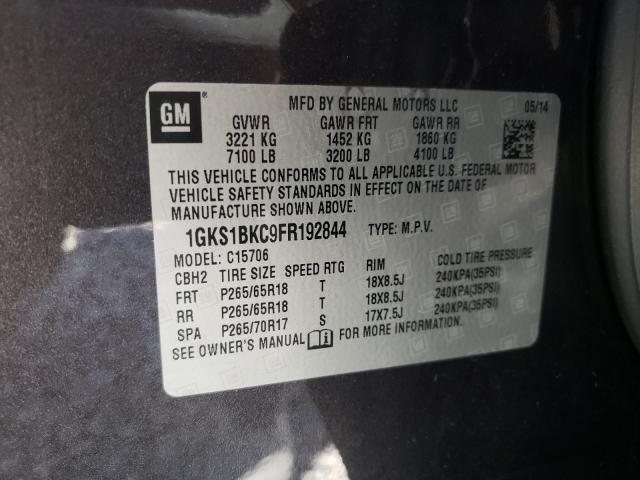 GM ®
MFD BY GENERAL MOTORS LLC 05/14
GVWR GAWR FRT GAWR RR
3221 KG 1452 KG 1860 KG
7100 LB 3200 LB 4100 LB
THIS VEHICLE CONFORMS TO ALL APPLICABLE U.S. FEDERAL MOTOR
VEHICLE SAFETY STANDARDS IN EFFECT ON THE DATE OF
MANUFACTURE SHOWN ABOVE.
1GKS1BKC9FR192844 TYPE: M.P.V.
MODEL: C15706
CBH2 TIRE SIZE SPEED RTG RIM COLD TIRE PRESSURE
FRT P265/65R18 T 18X8.5J 240KPA(35PSI)
RR P265/65R18 T 18X8.5J 240KPA(35PSI)
SPA P265/70R17 S 17X7.5J 240KPA(35PSI)
SEE OWNER'S MANUAL